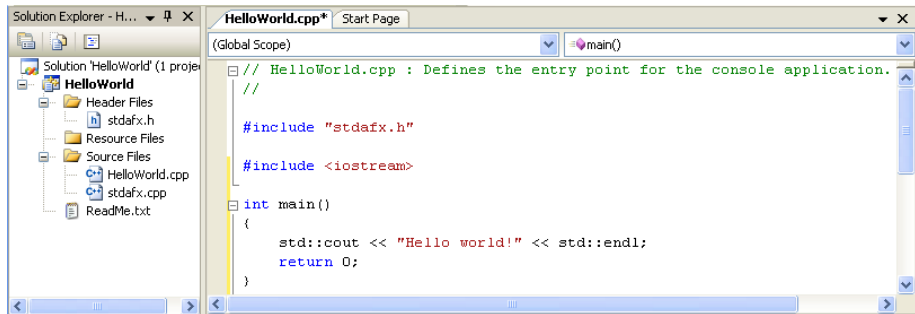 Solution Explorer - H...
Solution 'HelloWorld' (1 proje
HelloWorld
Header Files
stdafx.h
Resource Files
Source Files
HelloWorld.cpp
stdafx.cpp
ReadMe.txt
HelloWorld.cpp* Start Page
(Global Scope) main()
// HelloWorld.cpp : Defines the entry point for the console application.
//
#include "stdafx.h"
#include <iostream>
int main()
{
std::cout << "Hello world!" << std::endl;
return 0;
}